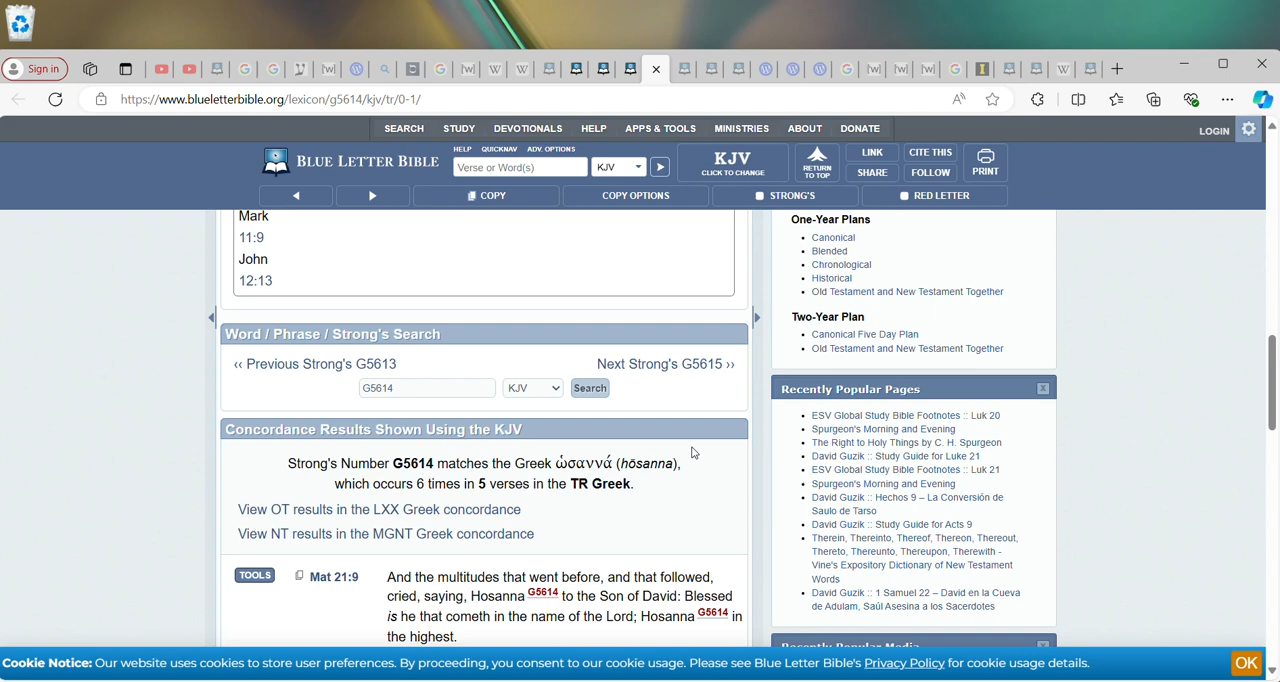 Sign in
https://www.blueletterbible.org/lexicon/g5614/kjv/tr/0-1/
SEARCH STUDY DEVOTIONALS HELP APPS & TOOLS MINISTRIES ABOUT DONATE
LOGIN
BLUE LETTER BIBLE
HELP QUICKNAV ADV. OPTIONS
Verse or Word(s) KJV
KJV
CLICK TO CHANGE
RETURN
TO TOP
LINK CITE THIS
SHARE FOLLOW
PRINT
COPY COPY OPTIONS STRONG'S RED LETTER
Mark
11:9
John
12:13
Word / Phrase / Strong's Search
‹‹ Previous Strong's G5613 Next Strong's G5615 ››
G5614 KJV Search
Concordance Results Shown Using the KJV
Strong's Number G5614 matches the Greek ὡσαννά (hōsanna),
which occurs 6 times in 5 verses in the TR Greek.
View OT results in the LXX Greek concordance
View NT results in the MGNT Greek concordance
TOOLS Mat 21:9 And the multitudes that went before, and that followed,
cried, saying, Hosanna G5614 to the Son of David: Blessed
is he that cometh in the name of the Lord; Hosanna G5614 in
the highest.
One-Year Plans
• Canonical
• Blended
• Chronological
• Historical
• Old Testament and New Testament Together
Two-Year Plan
• Canonical Five Day Plan
• Old Testament and New Testament Together
Recently Popular Pages X
• ESV Global Study Bible Footnotes :: Luk 20
• Spurgeon's Morning and Evening
• The Right to Holy Things by C. H. Spurgeon
• David Guzik :: Study Guide for Luke 21
• ESV Global Study Bible Footnotes :: Luk 21
• Spurgeon's Morning and Evening
• David Guzik :: Hechos 9 – La Conversión de
Saulo de Tarso
• David Guzik :: Study Guide for Acts 9
• Therein, Thereinto, Thereof, Thereon, Thereout,
Thereto, Thereunto, Thereupon, Therewith -
Vine's Expository Dictionary of New Testament
Words
• David Guzik :: 1 Samuel 22 – David en la Cueva
de Adulam, Saúl Asesina a los Sacerdotes
Recently Popular Media
Cookie Notice: Our website uses cookies to store user preferences. By proceeding, you consent to our cookie usage. Please see Blue Letter Bible's Privacy Policy for cookie usage details. OK